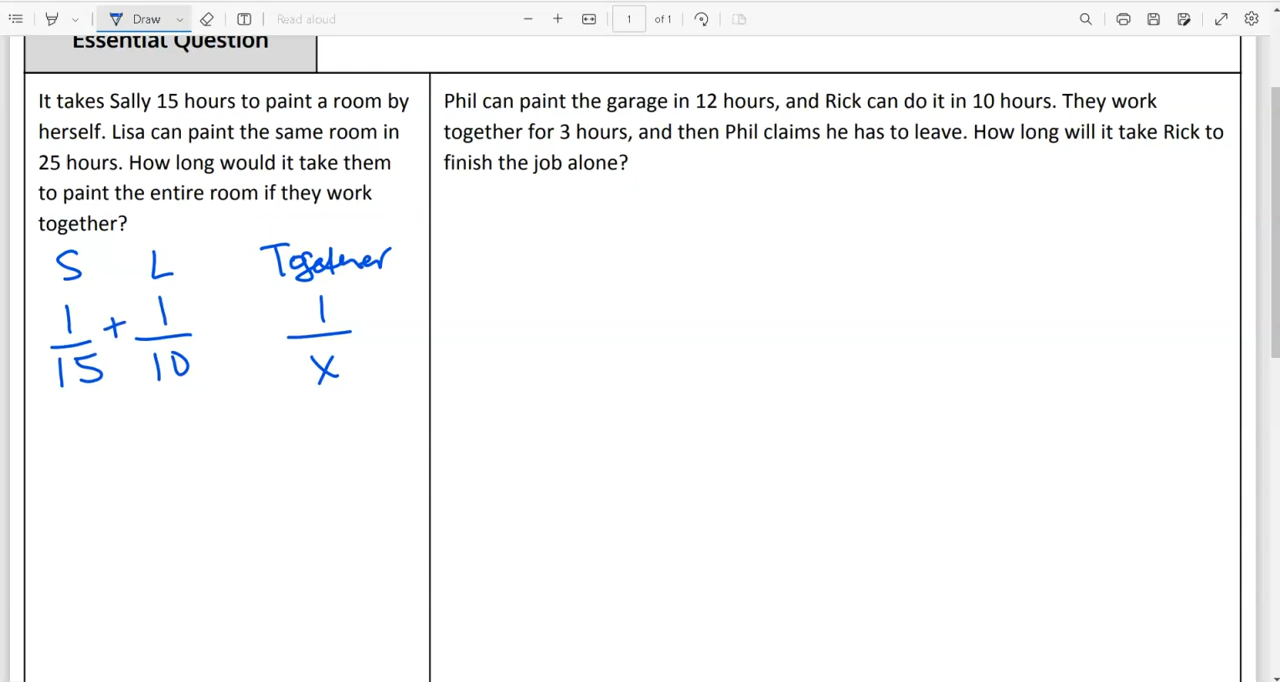 Draw
Read aloud
1 of 1
Essential Question
It takes Sally 15 hours to paint a room by
herself. Lisa can paint the same room in
25 hours. How long would it take them
to paint the entire room if they work
together?
S L Together
1/15 + 1/10 1/x
Phil can paint the garage in 12 hours, and Rick can do it in 10 hours. They work
together for 3 hours, and then Phil claims he has to leave. How long will it take Rick to
finish the job alone?